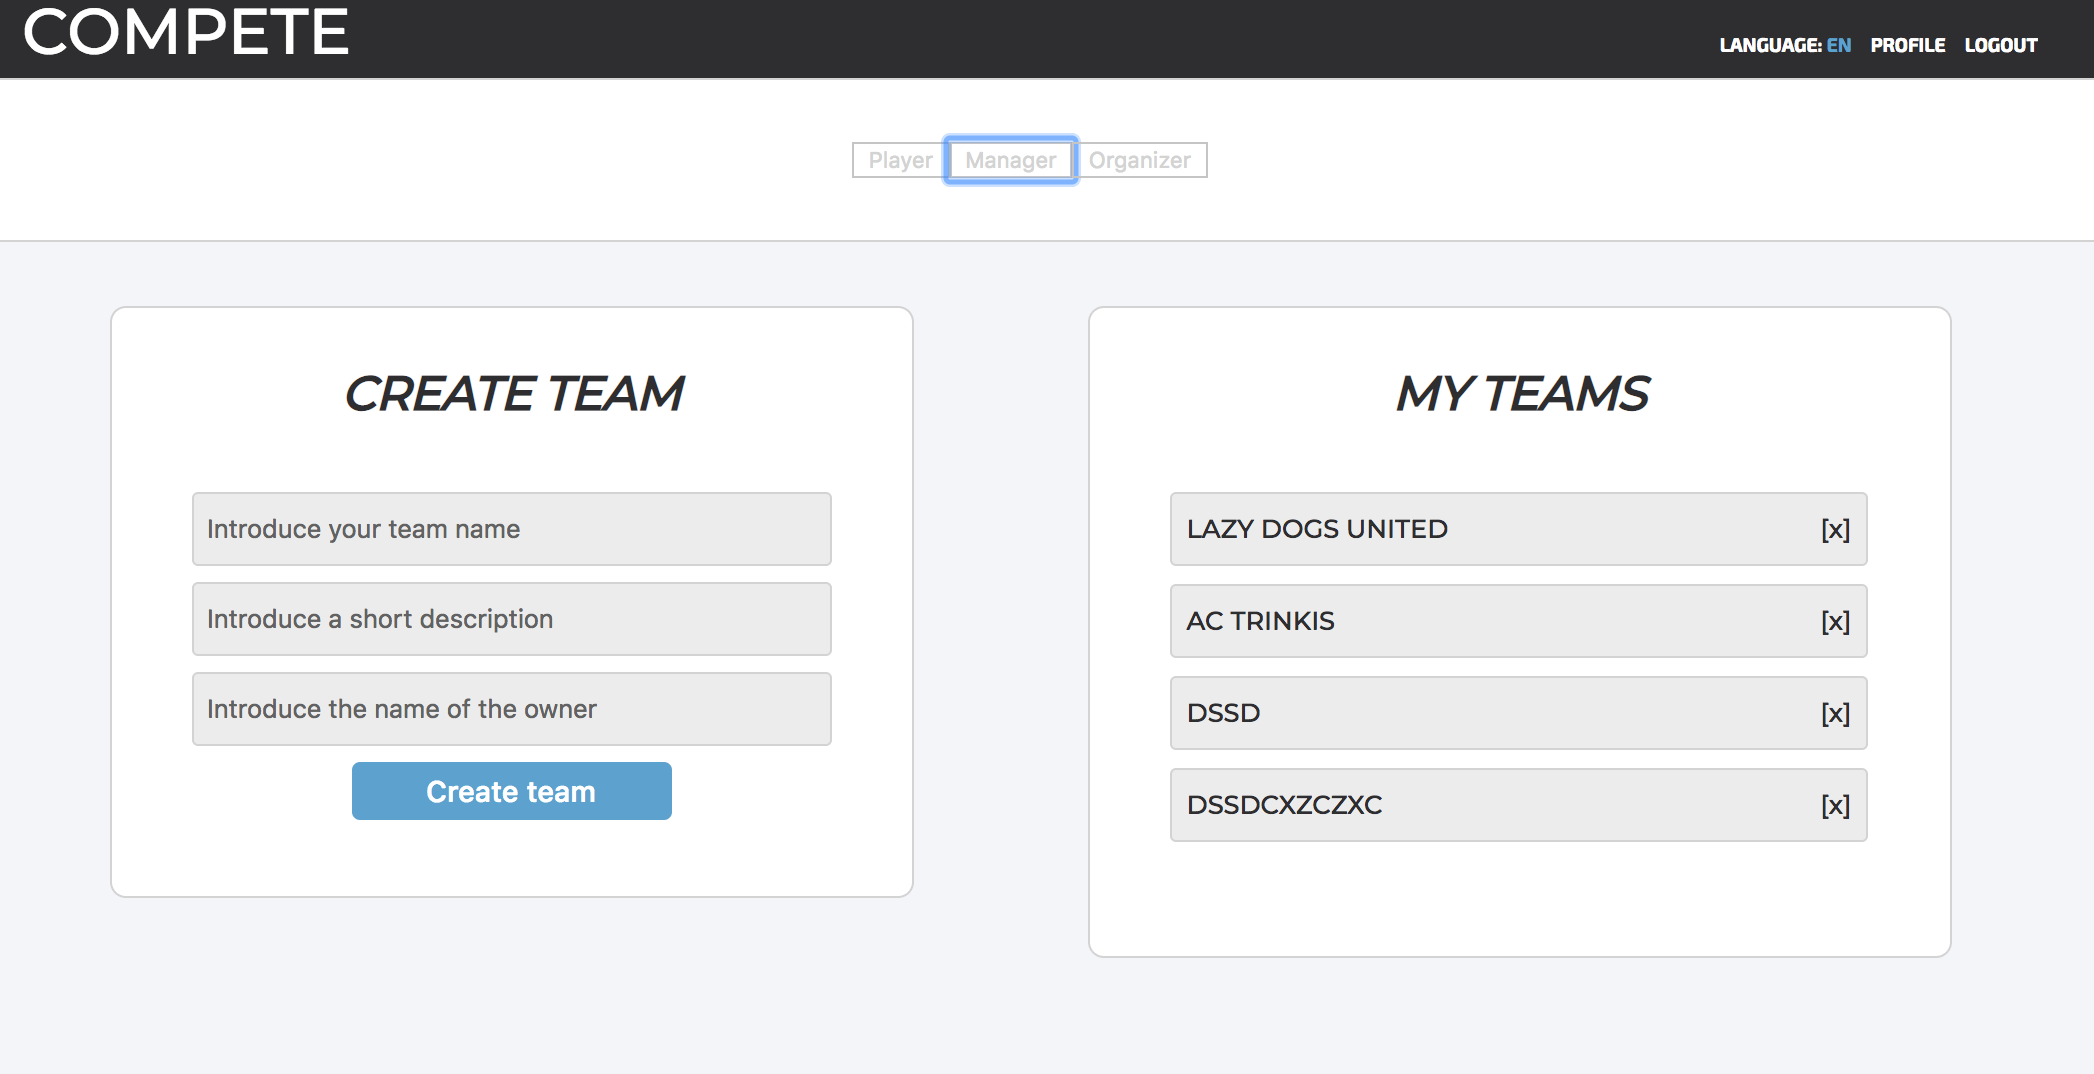 COMPETE
LANGUAGE: EN PROFILE LOGOUT
Player Manager Organizer
CREATE TEAM
Introduce your team name
Introduce a short description
Introduce the name of the owner
Create team
MY TEAMS
LAZY DOGS UNITED [x]
AC TRINKIS [x]
DSSD [x]
DSSDCXZCZXC [x]